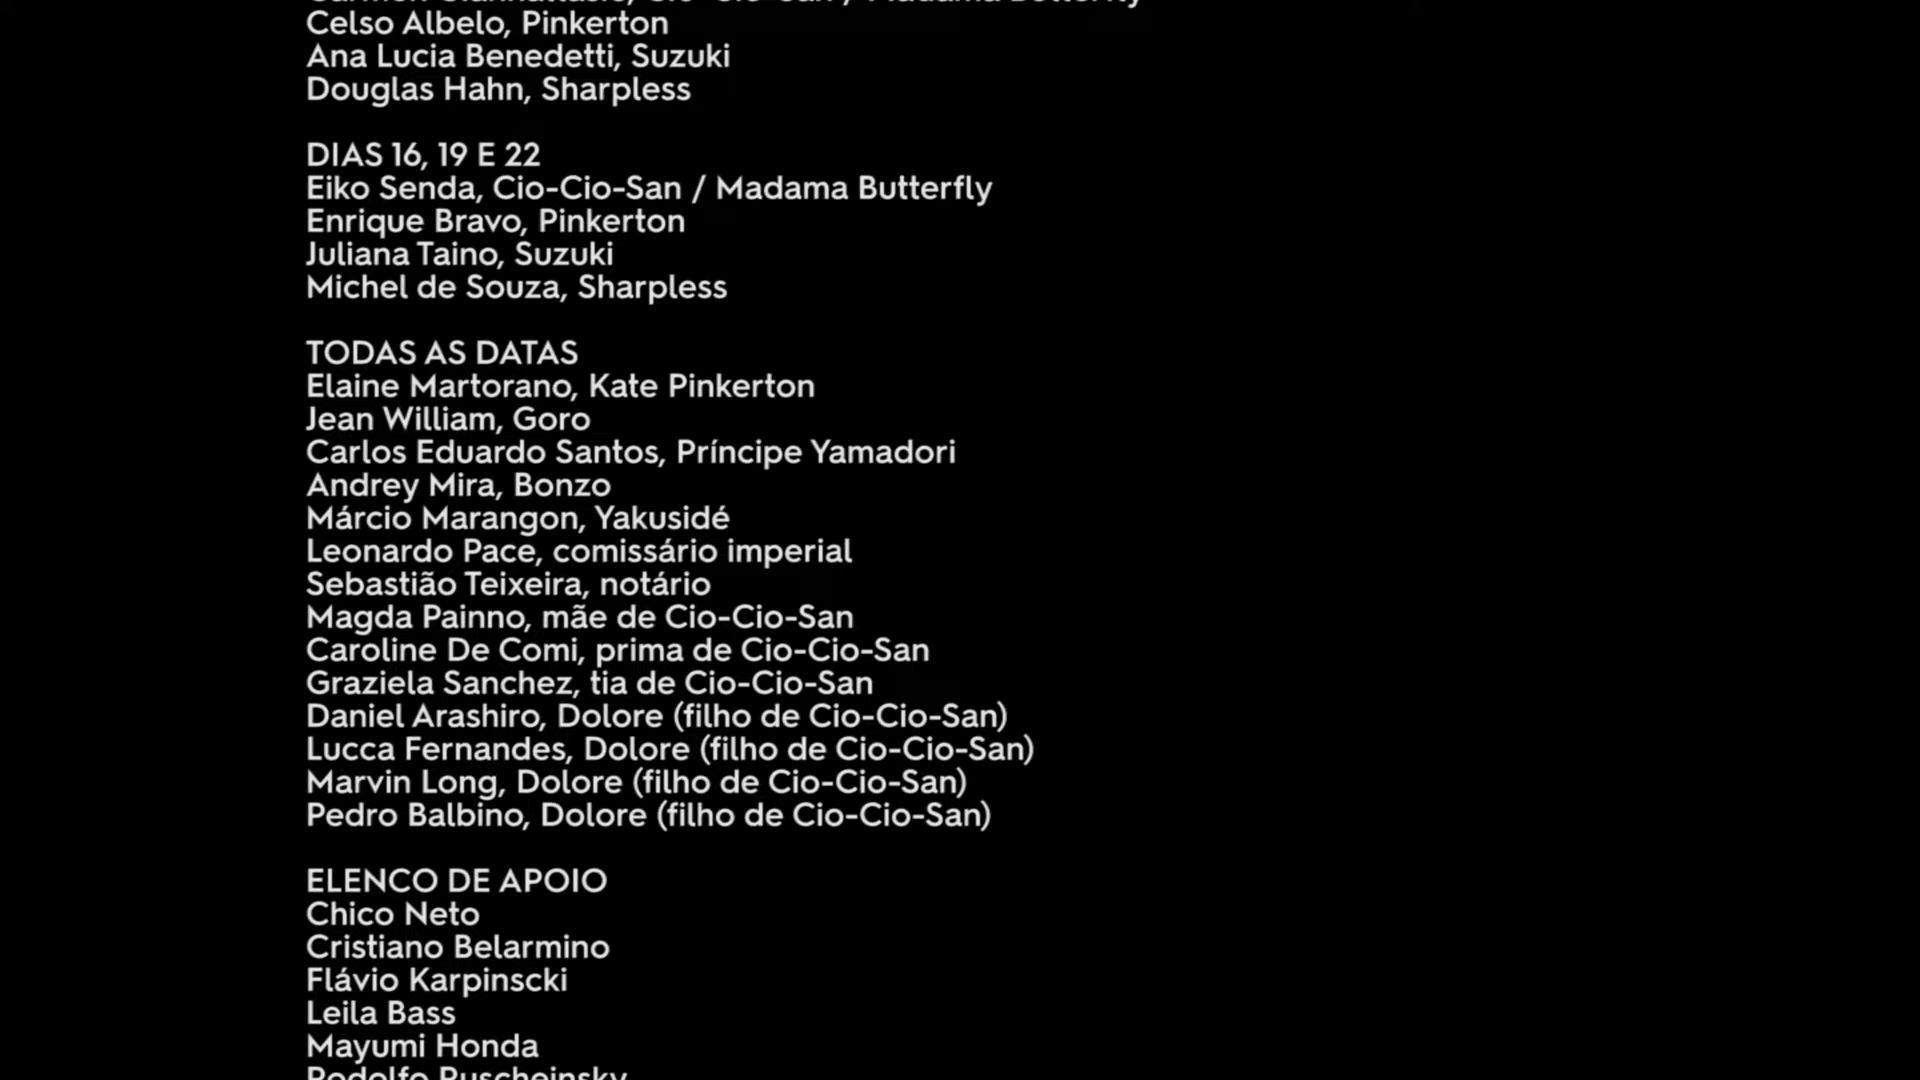 Celso Albelo, Pinkerton
Ana Lucia Benedetti, Suzuki
Douglas Hahn, Sharpless
DIAS 16, 19 E 22
Eiko Senda, Cio-Cio-San / Madama Butterfly
Enrique Bravo, Pinkerton
Juliana Taino, Suzuki
Michel de Souza, Sharpless
TODAS AS DATAS
Elaine Martorano, Kate Pinkerton
Jean William, Goro
Carlos Eduardo Santos, Príncipe Yamadori
Andrey Mira, Bonzo
Márcio Marangon, Yakusidé
Leonardo Pace, comissário imperial
Sebastião Teixeira, notário
Magda Painno, mãe de Cio-Cio-San
Caroline De Comi, prima de Cio-Cio-San
Graziela Sanchez, tia de Cio-Cio-San
Daniel Arashiro, Dolore (filho de Cio-Cio-San)
Lucca Fernandes, Dolore (filho de Cio-Cio-San)
Marvin Long, Dolore (filho de Cio-Cio-San)
Pedro Balbino, Dolore (filho de Cio-Cio-San)
ELENCO DE APOIO
Chico Neto
Cristiano Belarmino
Flávio Karpinscki
Leila Bass
Mayumi Honda